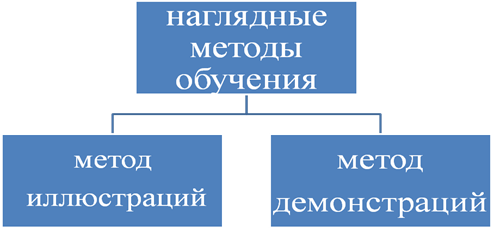 наглядные
методы
обучения
метод
иллюстраций
метод
демонстраций